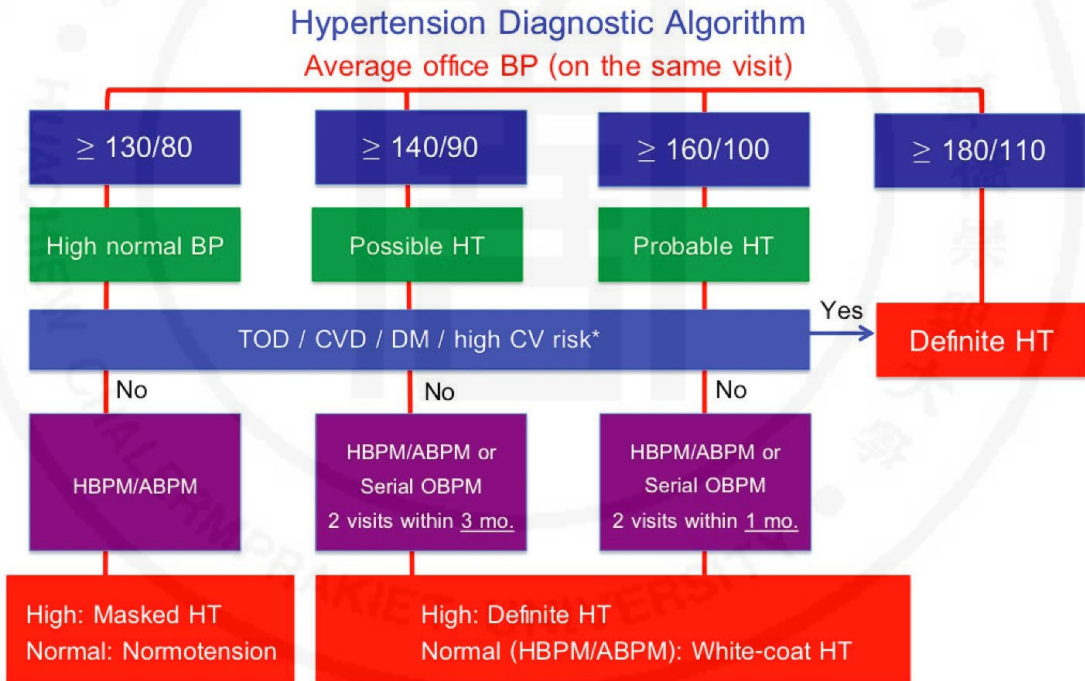 Hypertension Diagnostic Algorithm
Average office BP (on the same visit)
≥ 130/80
≥ 140/90
≥ 160/100
≥ 180/110
High normal BP
Possible HT
Probable HT
TOD / CVD / DM / high CV risk*
Yes
Definite HT
No
No
No
HBPM/ABPM
HBPM/ABPM or
Serial OBPM
2 visits within 3 mo.
HBPM/ABPM or
Serial OBPM
2 visits within 1 mo.
High: Masked HT
Normal: Normotension
High: Definite HT
Normal (HBPM/ABPM): White-coat HT
HUACHIEW CHALERMPRAKIET UNIVERSITY